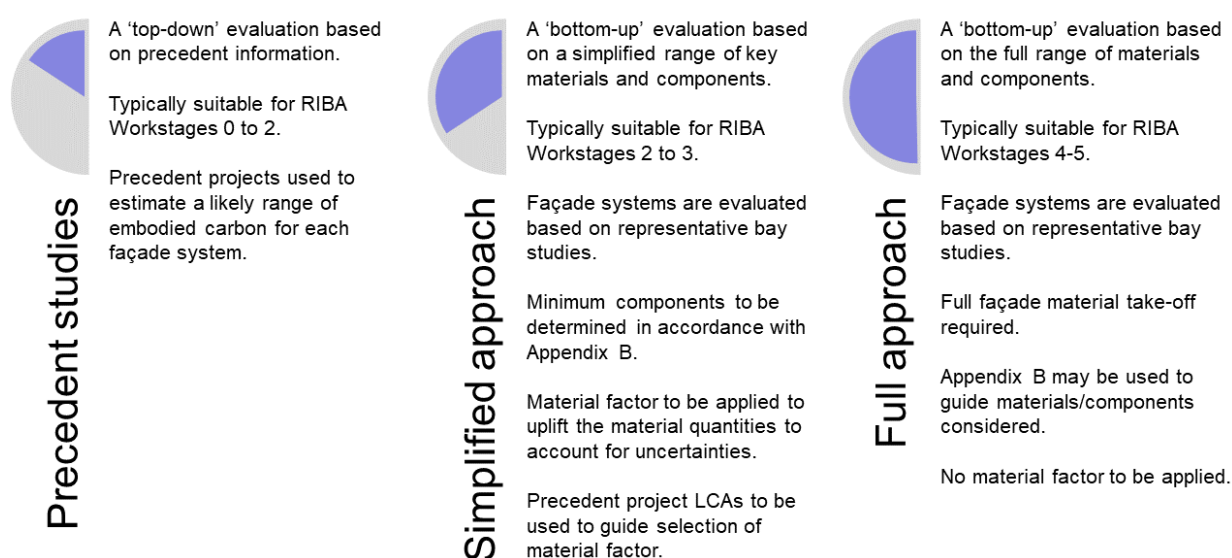 Precedent studies
A ‘top-down’ evaluation based
on precedent information.
Typically suitable for RIBA
Workstages 0 to 2.
Precedent projects used to
estimate a likely range of
embodied carbon for each
façade system.
Simplified approach
A ‘bottom-up’ evaluation based
on a simplified range of key
materials and components.
Typically suitable for RIBA
Workstages 2 to 3.
Façade systems are evaluated
based on representative bay
studies.
Minimum components to be
determined in accordance with
Appendix B.
Material factor to be applied to
uplift the material quantities to
account for uncertainties.
Precedent project LCAs to be
used to guide selection of
material factor.
Full approach
A ‘bottom-up’ evaluation based
on the full range of materials
and components.
Typically suitable for RIBA
Workstages 4-5.
Façade systems are evaluated
based on representative bay
studies.
Full façade material take-off
required.
Appendix B may be used to
guide materials/components
considered.
No material factor to be applied.